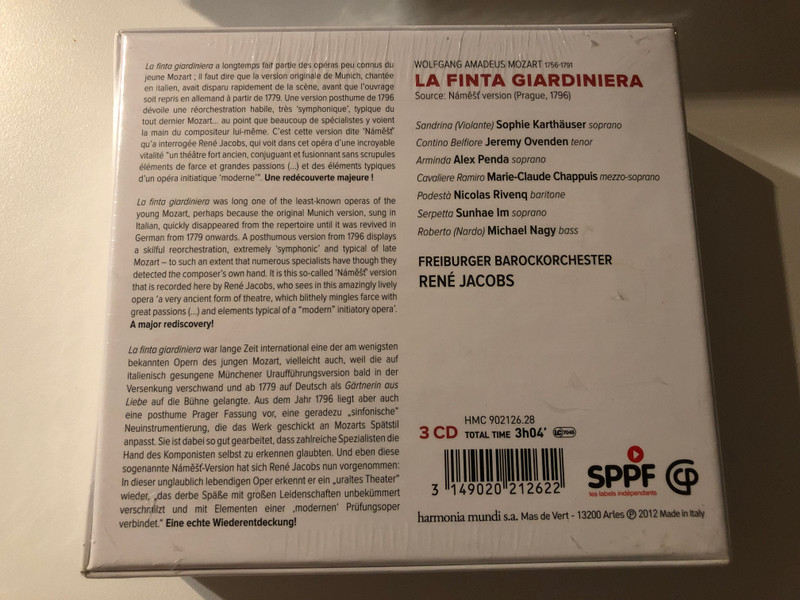 La finta giardiniera a longtemps fait partie des opéras peu connus du
jeune Mozart ; il faut dire que la version originale de Munich, chantée
en italien, avait disparu rapidement de la scène, avant que l'ouvrage
soit repris en allemand à partir de 1779. Une version posthume de 1796
dévoile une réorchestration habile, très 'symphonique', typique du
tout dernier Mozart... au point que beaucoup de spécialistes y voient
la main du compositeur lui-même. C'est cette version dite 'Náměšť'
qu'a interrogée René Jacobs, qui voit dans cet opéra d'une incroyable
vitalité "un théâtre fort ancien, conjuguant et fusionnant sans scrupules
éléments de farce et grandes passions (...) et des éléments typiques
d'un opéra initiatique 'moderne'". Une redécouverte majeure !
La finta giardiniera was long one of the least-known operas of
the young Mozart, perhaps because the original Munich version, sung in
Italian, quickly disappeared from the repertoire until it was revived in
German from 1779 onwards. A posthumous version from 1796 displays
a skilful reorchestration, extremely 'symphonic' and typical of late
Mozart – to such an extent that numerous specialists have though they
detected the composer's own hand. It is this so-called 'Náměšť' version
that is recorded here by René Jacobs, who sees in this amazingly lively
opera 'a very ancient form of theatre, which blithely mingles farce with
great passions (...) and elements typical of a "modern" initiatory opera'.
A major rediscovery!
La finta giardiniera war lange Zeit international eine der am wenigsten
bekannten Opern des jungen Mozart, vielleicht auch, weil die auf
italienisch gesungene Münchener Uraufführungsversion bald in der
Versenkung verschwand und ab 1779 auf Deutsch als Gärtnerin aus
Liebe auf die Bühne gelangte. Aus dem Jahr 1796 liegt aber auch
eine posthume Prager Fassung vor, eine geradezu „sinfonische"
Neuinstrumentierung, die das Werk geschickt an Mozarts Spätstil
anpasst. Sie ist dabei so gut gearbeitet, dass zahlreiche Spezialisten die
Hand des Komponisten selbst zu erkennen glaubten. Und eben diese
sogenannte Náměšť-Version hat sich René Jacobs nun vorgenommen:
In dieser unglaublich lebendigen Oper erkennt er ein „uraltes Theater"
wieder, „das derbe Späße mit großen Leidenschaften unbekümmert
verschmilzt und mit Elementen einer ‚modernen' Prüfungsoper
verbindet." Eine echte Wiederentdeckung!
WOLFGANG AMADEUS MOZART 1756-1791
LA FINTA GIARDINIERA
Source: Náměšť version (Prague, 1796)
Sandrina (Violante) Sophie Karthäuser soprano
Contino Belfiore Jeremy Ovenden tenor
Arminda Alex Penda soprano
Cavaliere Ramiro Marie-Claude Chappuis mezzo-soprano
Podestà Nicolas Rivenq baritone
Serpetta Sunhae Im soprano
Roberto (Nardo) Michael Nagy bass
FREIBURGER BAROCKORCHESTER
RENÉ JACOBS
HMC 902126.28
3 CD TOTAL TIME 3h04' LC 7045
3 149020 212622
SPPF
les labels indépendants
harmonia mundi s.a. Mas de Vert - 13200 Arles ℗ 2012 Made in Italy